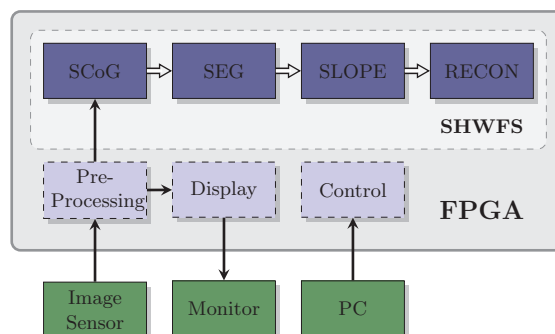 SCoG SEG SLOPE RECON
SHWFS
Pre-
Processing
Display
Control
FPGA
Image
Sensor
Monitor
PC